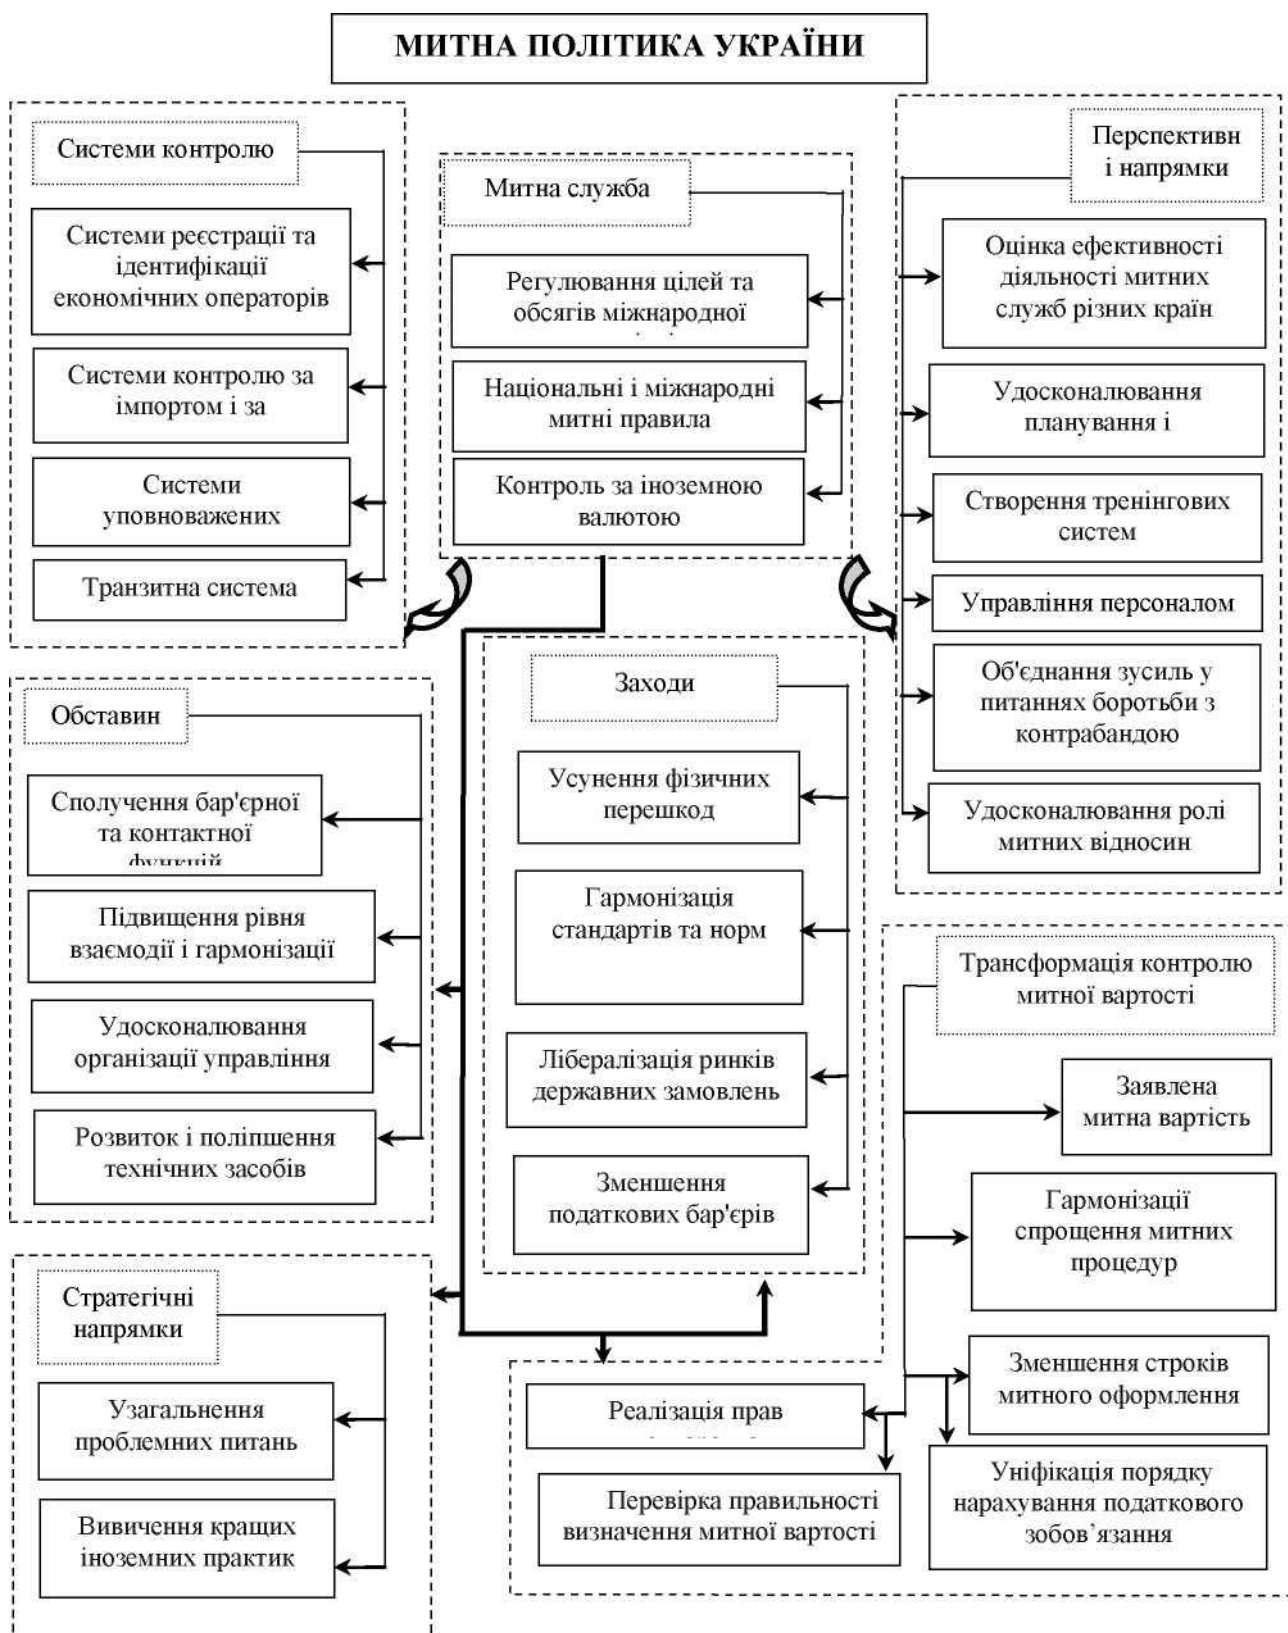 МИТНА ПОЛІТИКА УКРАЇНИ
Системи контролю
Системи реєстрації та
ідентифікації
економічних операторів
Системи контролю за
імпортом і за
Системи
уповноважених
Транзитна система
Митна служба
Регулювання цілей та
обсягів міжнародної
Національні і міжнародні
митні правила
Контроль за іноземною
валютою
Перспективн
і напрямки
Оцінка ефективності
діяльності митних
служб різних країн
Удосконалювання
планування і
Створення тренінгових
систем
Управління персоналом
Об'єднання зусиль у
питаннях боротьби з
контрабандою
Удосконалювання ролі
митних відносин
Обставин
Сполучення бар'єрної
та контактної
функцій
Підвищення рівня
взаємодії і гармонізації
Удосконалювання
організації управління
Розвиток і поліпшення
технічних засобів
Заходи
Усунення фізичних
перешкод
Гармонізація
стандартів та норм
Лібералізація ринків
державних замовлень
Зменшення
податкових бар'єрів
Трансформація контролю
митної вартості
Заявлена
митна вартість
Гармонізації
спрощення митних
процедур
Зменшення строків
митного оформлення
Уніфікація порядку
нарахування податкового
зобов’язання
Реалізація прав
Перевірка правильності
визначення митної вартості
Стратегічні
напрямки
Узагальнення
проблемних питань
Вивичення кращих
іноземних практик